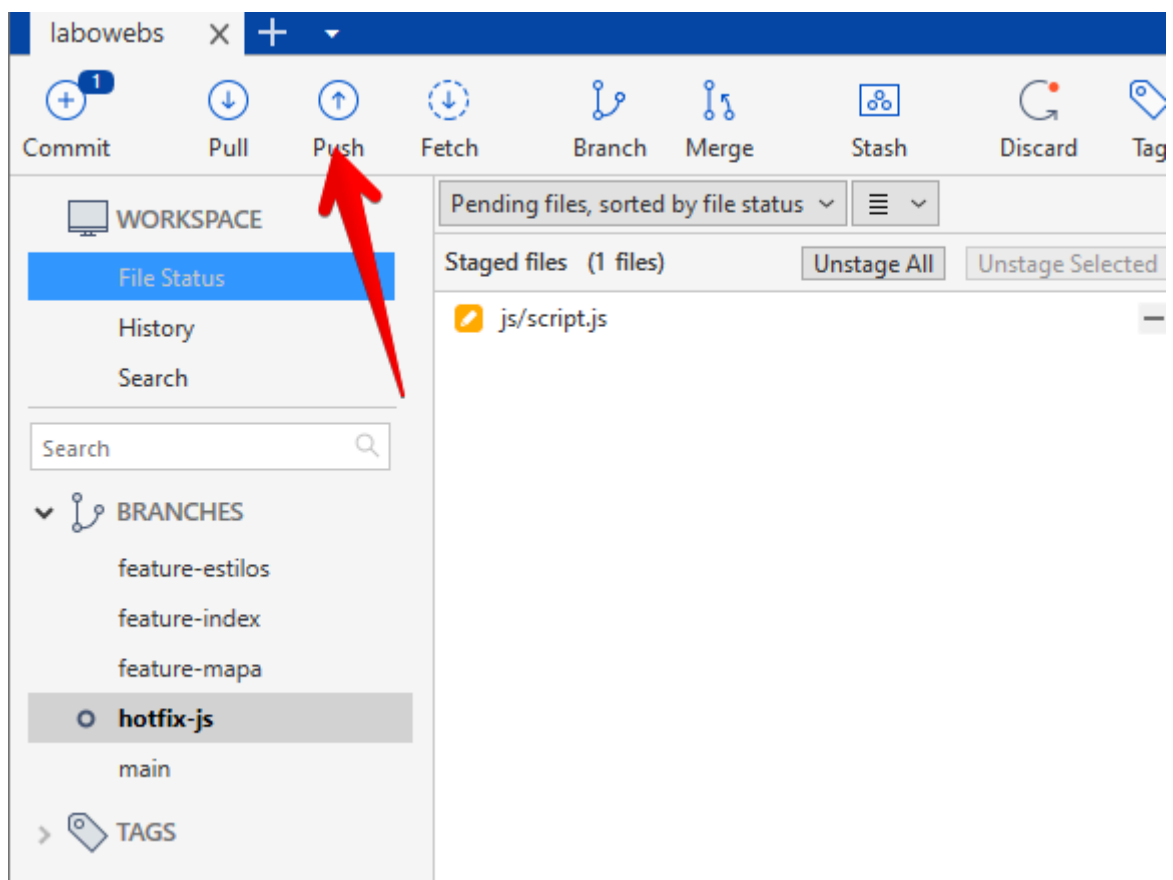 labowebs
1
Commit
Pull
Push
Fetch
Branch
Merge
Stash
Discard
Tag
WORKSPACE
File Status
History
Search
Search
BRANCHES
feature-estilos
feature-index
feature-mapa
hotfix-js
main
TAGS
Pending files, sorted by file status
Staged files (1 files)
Unstage All
Unstage Selected
js/script.js